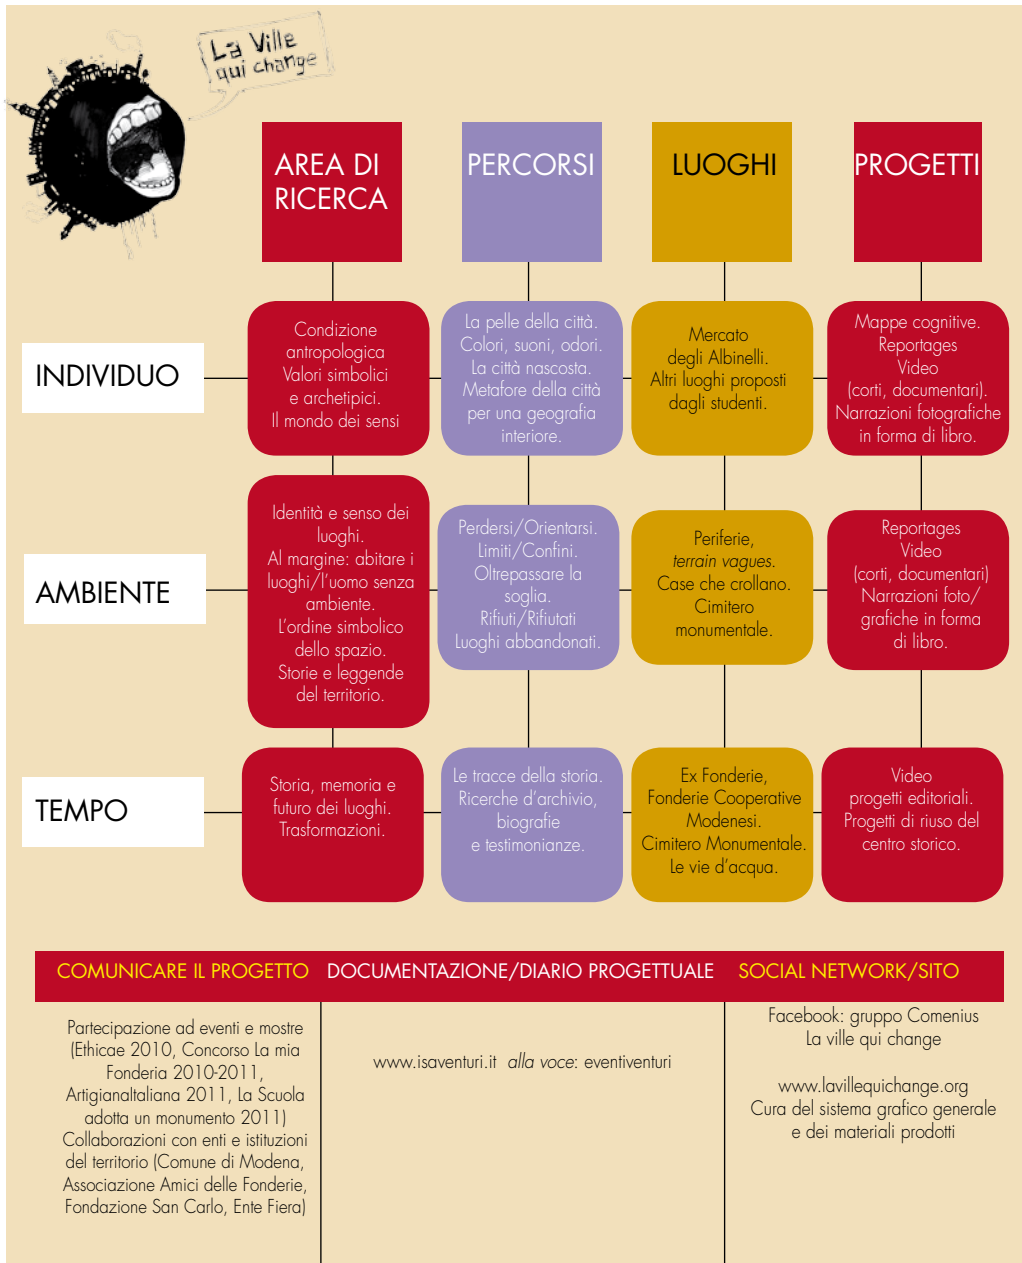 La Ville
qui change
AREA DI
RICERCA
PERCORSI
LUOGHI
PROGETTI
INDIVIDUO
Condizione
antropologica
Valori simbolici
e archetipici.
Il mondo dei sensi
La pelle della città.
Colori, suoni, odori.
La città nascosta.
Metafore della città
per una geografia
interiore.
Mercato
degli Albinelli.
Altri luoghi proposti
dagli studenti.
Mappe cognitive.
Reportages
Video
(corti, documentari).
Narrazioni fotografiche
in forma di libro.
AMBIENTE
Identità e senso dei
luoghi.
Al margine: abitare i
luoghi/l'uomo senza
ambiente.
L'ordine simbolico
dello spazio.
Storie e leggende
del territorio.
Perdersi/Orientarsi.
Limiti/Confini.
Oltrepassare la
soglia.
Rifiuti/Rifiutati
Luoghi abbandonati.
Periferie,
terrain vagues.
Case che crollano.
Cimitero
monumentale.
Reportages
Video
(corti, documentari)
Narrazioni foto/
grafiche in forma
di libro.
TEMPO
Storia, memoria e
futuro dei luoghi.
Trasformazioni.
Le tracce della storia.
Ricerche d'archivio,
biografie
e testimonianze.
Ex Fonderie,
Fonderie Cooperative
Modenesi.
Cimitero Monumentale.
Le vie d'acqua.
Video
progetti editoriali.
Progetti di riuso del
centro storico.
COMUNICARE IL PROGETTO
DOCUMENTAZIONE/DIARIO PROGETTUALE
SOCIAL NETWORK/SITO
Partecipazione ad eventi e mostre
(Ethicae 2010, Concorso La mia
Fonderia 2010-2011,
ArtigianaItaliana 2011, La Scuola
adotta un monumento 2011)
Collaborazioni con enti e istituzioni
del territorio (Comune di Modena,
Associazione Amici delle Fonderie,
Fondazione San Carlo, Ente Fiera)
www.isaventuri.it alla voce: eventiventuri
Facebook: gruppo Comenius
La ville qui change
www.lavillequichange.org
Cura del sistema grafico generale
e dei materiali prodotti